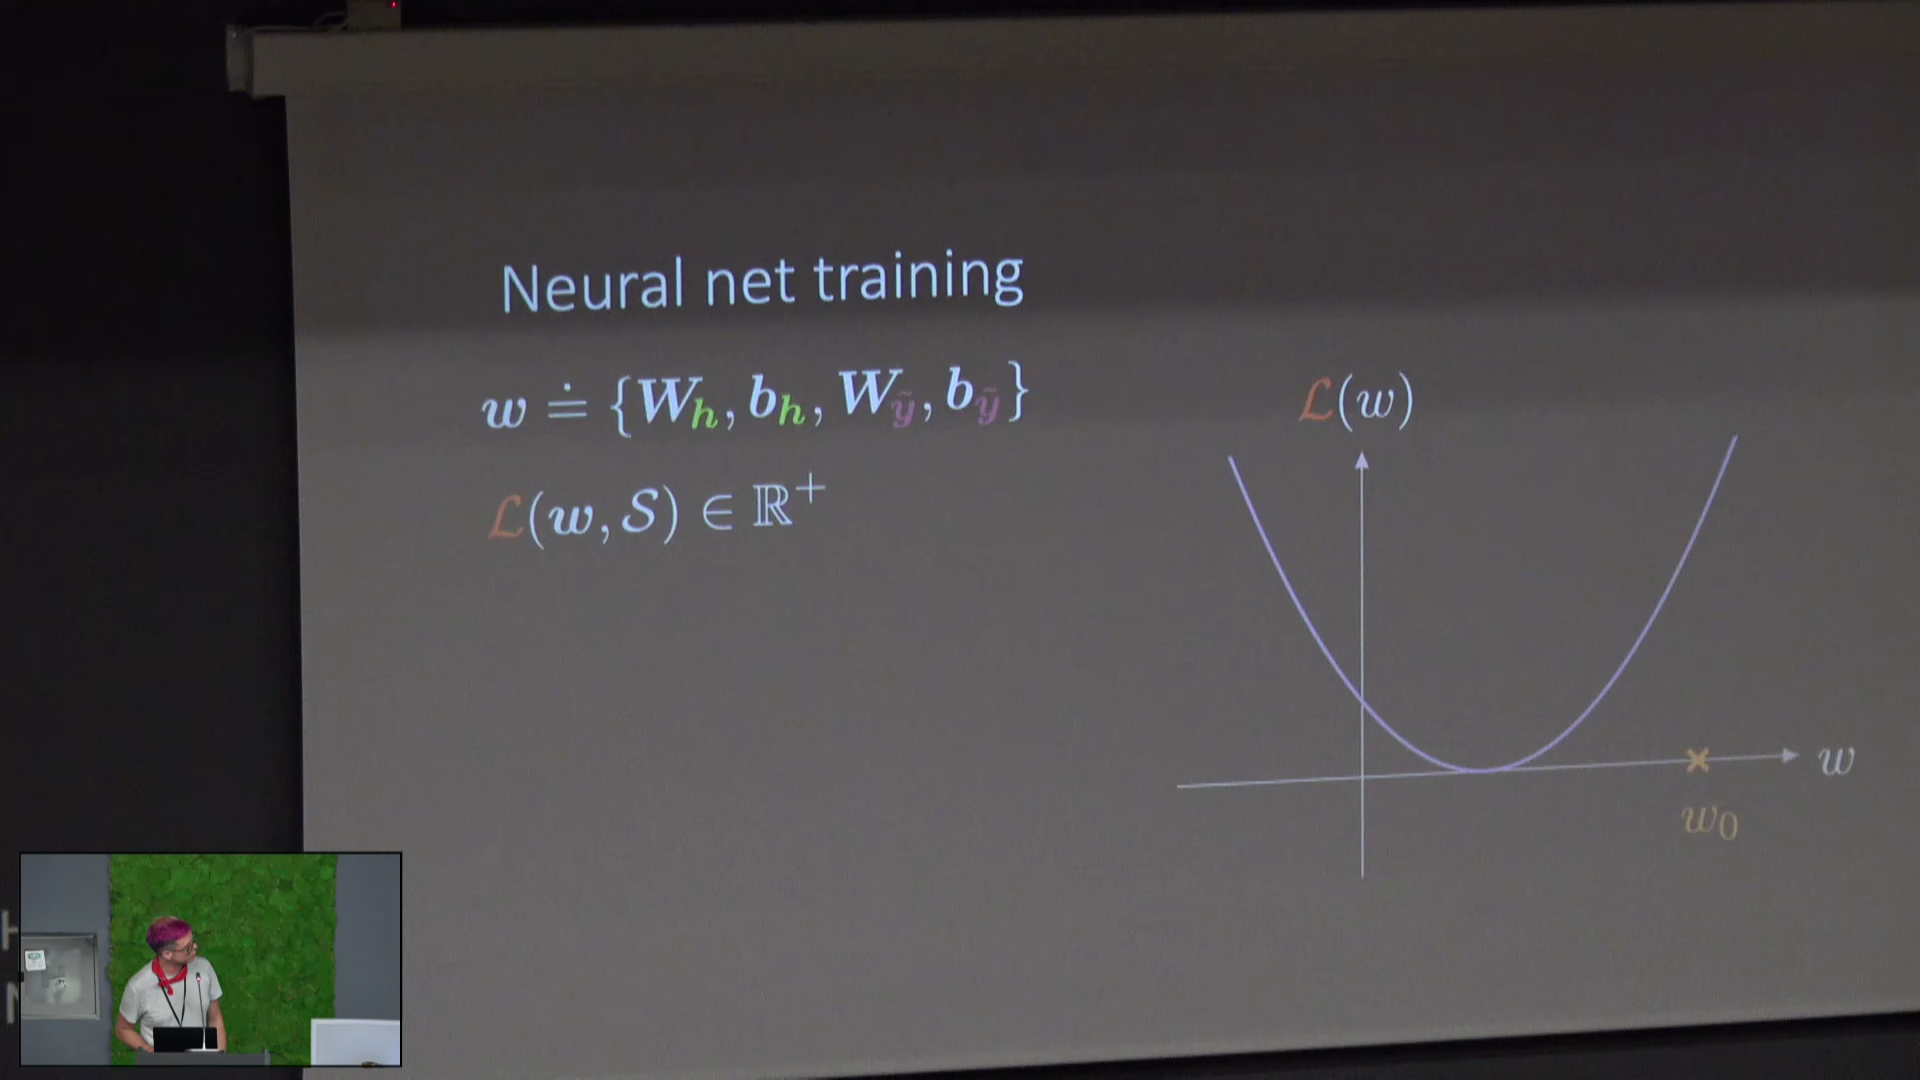 Neural net training
w ≐ {W_h, b_h, W_ỹ, b_ỹ}
ℒ(w, 𝒮) ∈ ℝ⁺
ℒ(w)
w
w₀